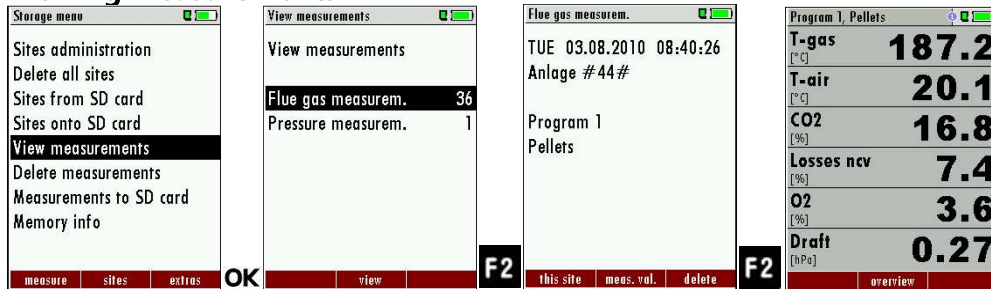 Storage menu
Sites administration
Delete all sites
Sites from SD card
Sites onto SD card
View measurements
Delete measurements
Measurements to SD card
Memory info
measure sites extras
OK
View measurements
View measurements
Flue gas measurem. 36
Pressure measurem. 1
view
F2
Flue gas measurem.
TUE 03.08.2010 08:40:26
Anlage #44#
Program 1
Pellets
this site meas. val. delete
F2
Program 1, Pellets
T-gas 187.2
[°C]
T-air 20.1
[°C]
CO2 16.8
[%]
Losses ncv 7.4
[%]
O2 3.6
[%]
Draft 0.27
[hPa]
overview